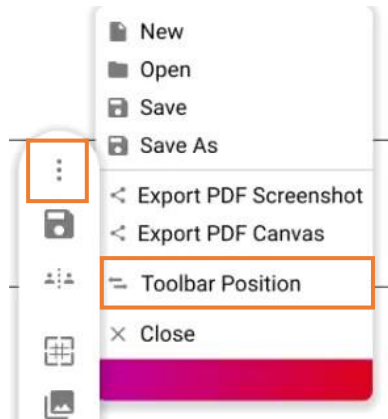 New
Open
Save
Save As
Export PDF Screenshot
Export PDF Canvas
Toolbar Position
Close